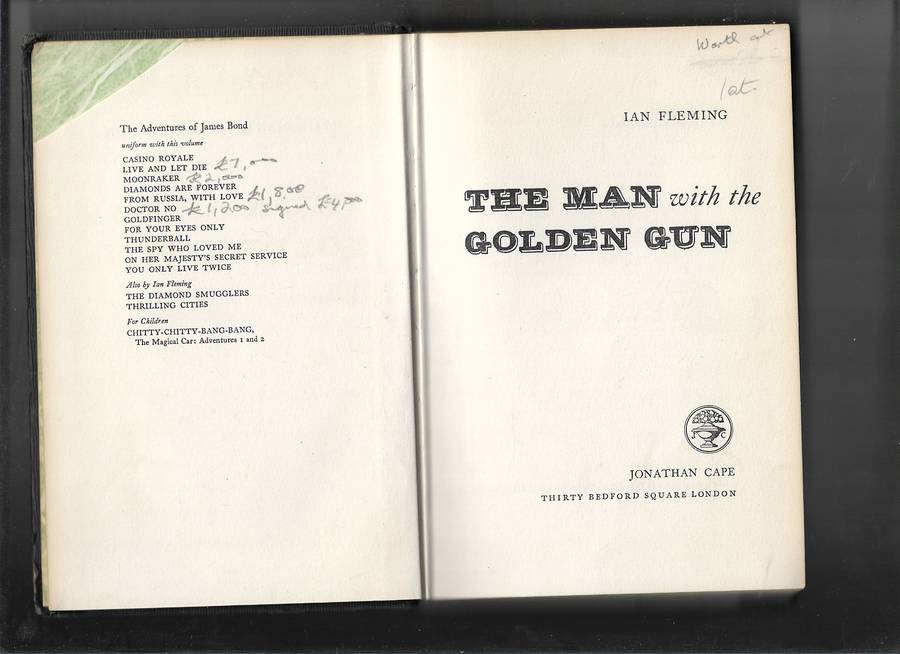 The Adventures of James Bond
uniform with this volume
CASINO ROYALE
LIVE AND LET DIE £7,000
MOONRAKER £2,000
DIAMONDS ARE FOREVER
FROM RUSSIA, WITH LOVE £1,800
DOCTOR NO £1,200 signed
GOLDFINGER
FOR YOUR EYES ONLY
THUNDERBALL
THE SPY WHO LOVED ME
ON HER MAJESTY'S SECRET SERVICE
YOU ONLY LIVE TWICE
Also by Ian Fleming
THE DIAMOND SMUGGLERS
THRILLING CITIES
For Children
CHITTY-CHITTY-BANG-BANG,
The Magical Car: Adventures 1 and 2
Worth
1st.
IAN FLEMING
THE MAN with the
GOLDEN GUN
J C
JONATHAN CAPE
THIRTY BEDFORD SQUARE LONDON